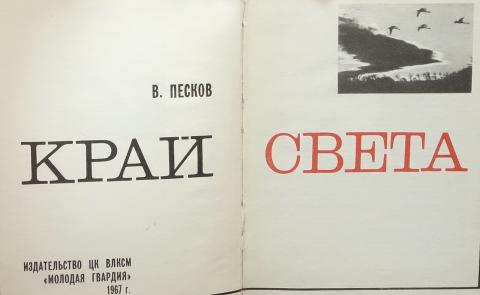 В. ПЕСКОВ
КРАЙ СВЕТА
ИЗДАТЕЛЬСТВО ЦК ВЛКСМ
«МОЛОДАЯ ГВАРДИЯ»
1967 г.